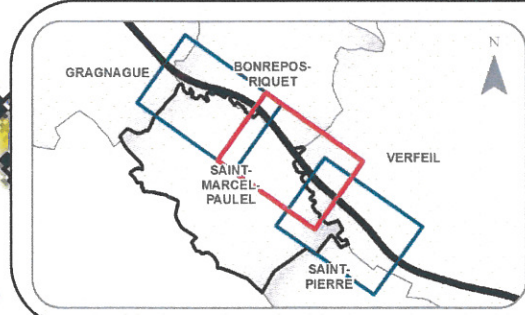 N
GRAGNAGUE
BONREPOS-
RIQUET
VERFEIL
SAINT-
MARCEL-
PAULEL
SAINT-
PIERRE